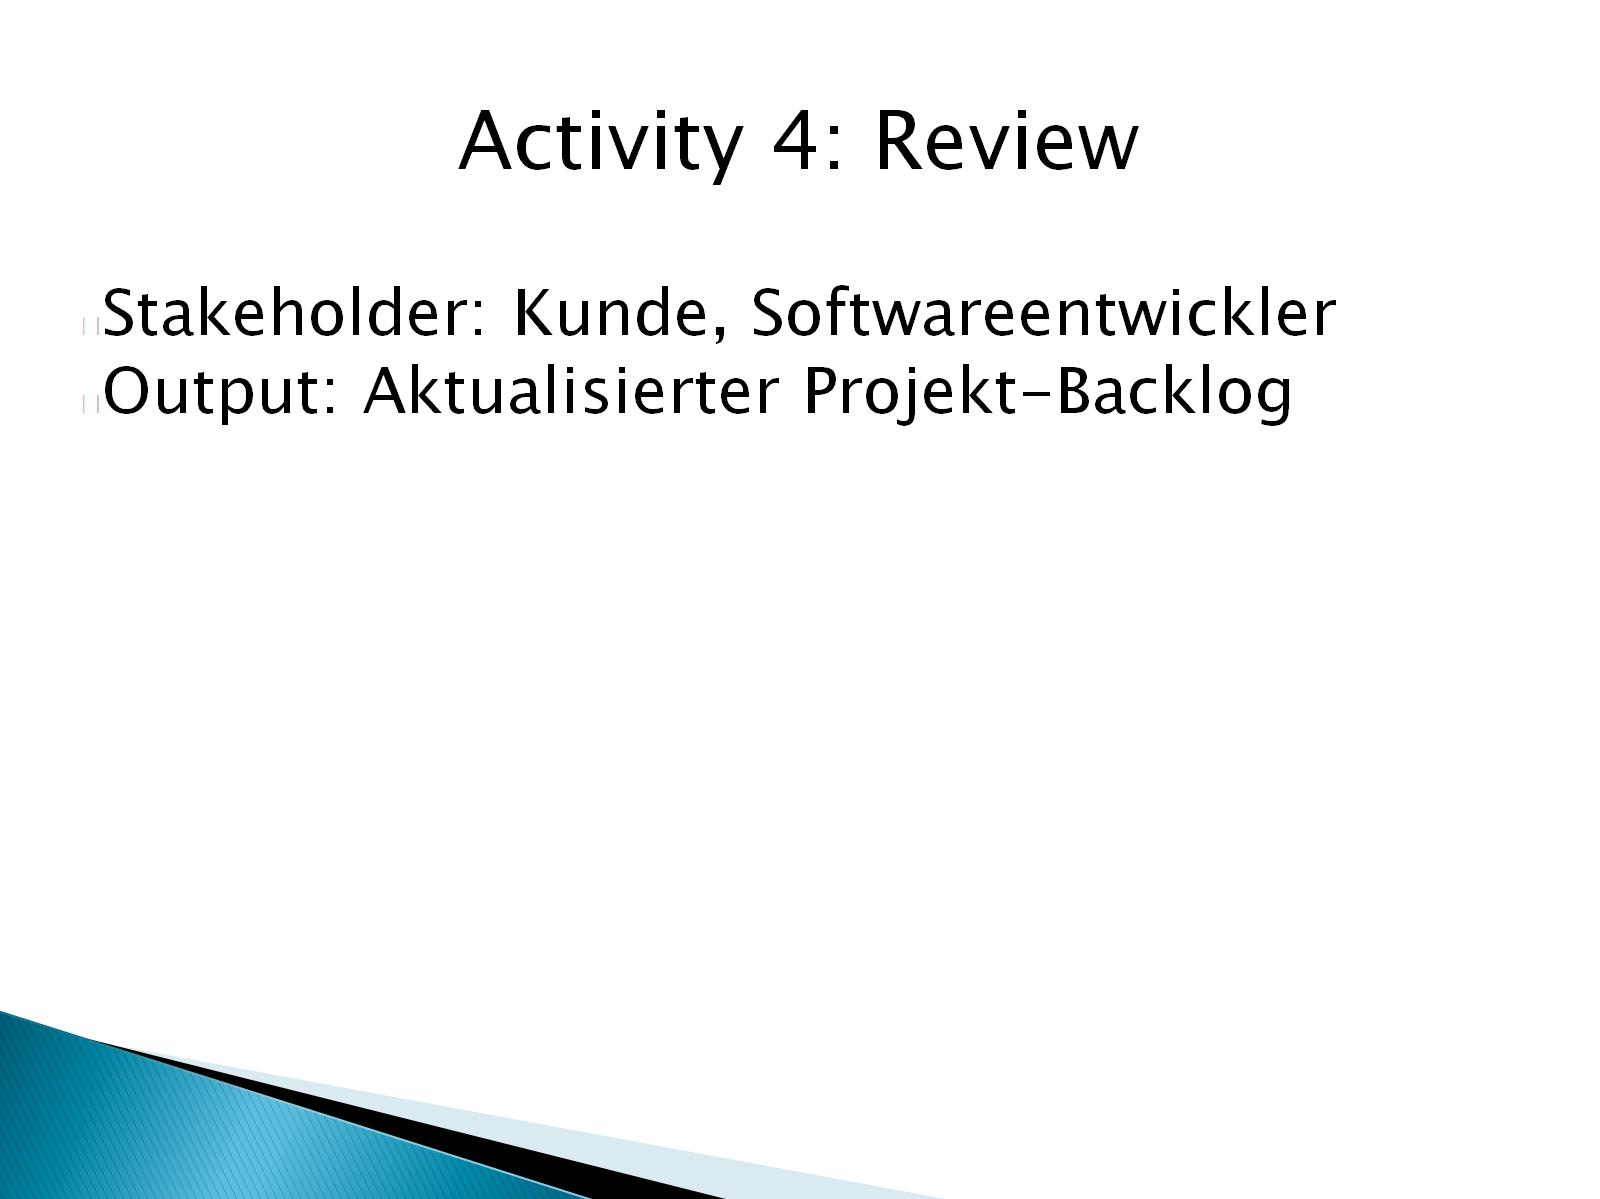 Activity 4: Review
Stakeholder: Kunde, Softwareentwickler
Output: Aktualisierter Projekt-Backlog